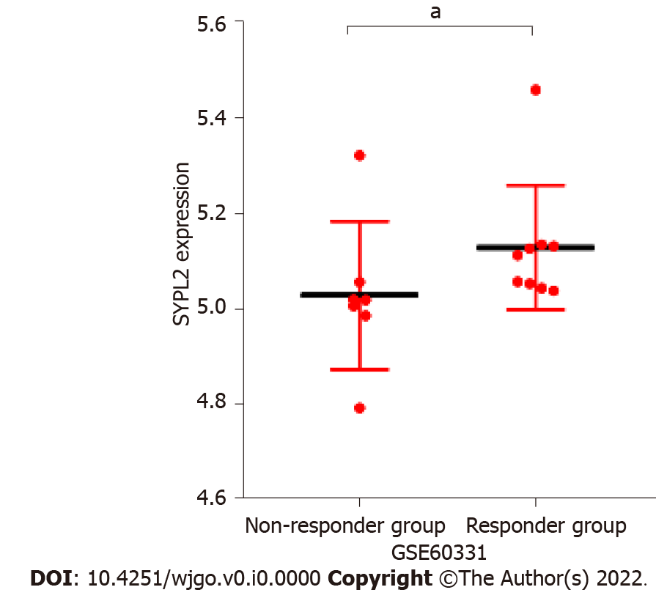 a
5.6
5.4
5.2
5.0
4.8
4.6
SYPL2 expression
Non-responder group Responder group
GSE60331
DOI: 10.4251/wjgo.v0.i0.0000 Copyright ©The Author(s) 2022.